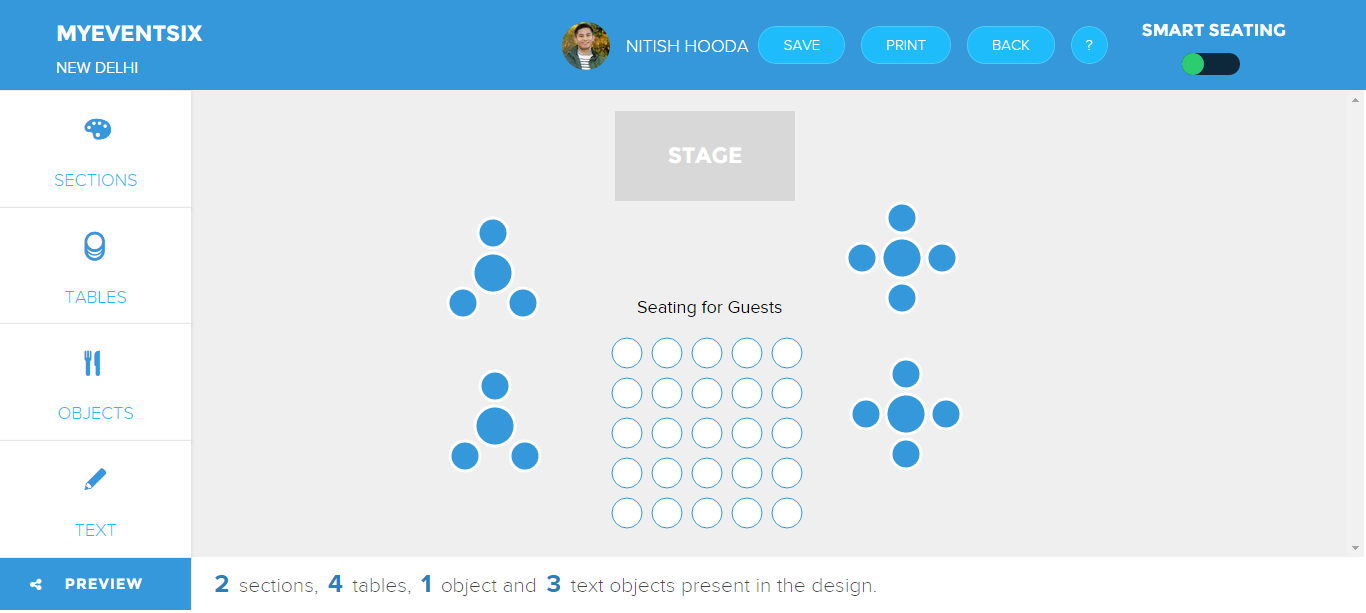 MYEVENTSIX
NEW DELHI
NITISH HOODA
SAVE
PRINT
BACK
?
SMART SEATING
SECTIONS
TABLES
OBJECTS
TEXT
PREVIEW
STAGE
Seating for Guests
2 sections, 4 tables, 1 object and 3 text objects present in the design.